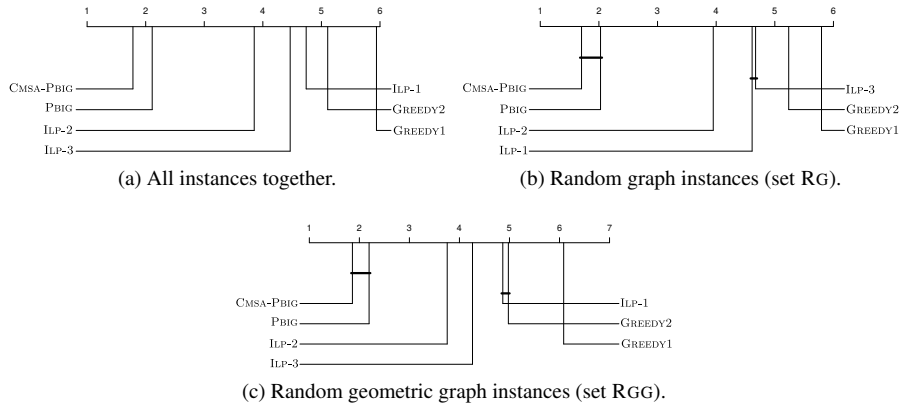 1 2 3 4 5 6
CMSA-PBIG
PBIG
ILP-2
ILP-3
ILP-1
GREEDY2
GREEDY1
(a) All instances together.
1 2 3 4 5 6
CMSA-PBIG
PBIG
ILP-2
ILP-1
ILP-3
GREEDY2
GREEDY1
(b) Random graph instances (set RG).
1 2 3 4 5 6 7
CMSA-PBIG
PBIG
ILP-2
ILP-3
ILP-1
GREEDY2
GREEDY1
(c) Random geometric graph instances (set RGG).